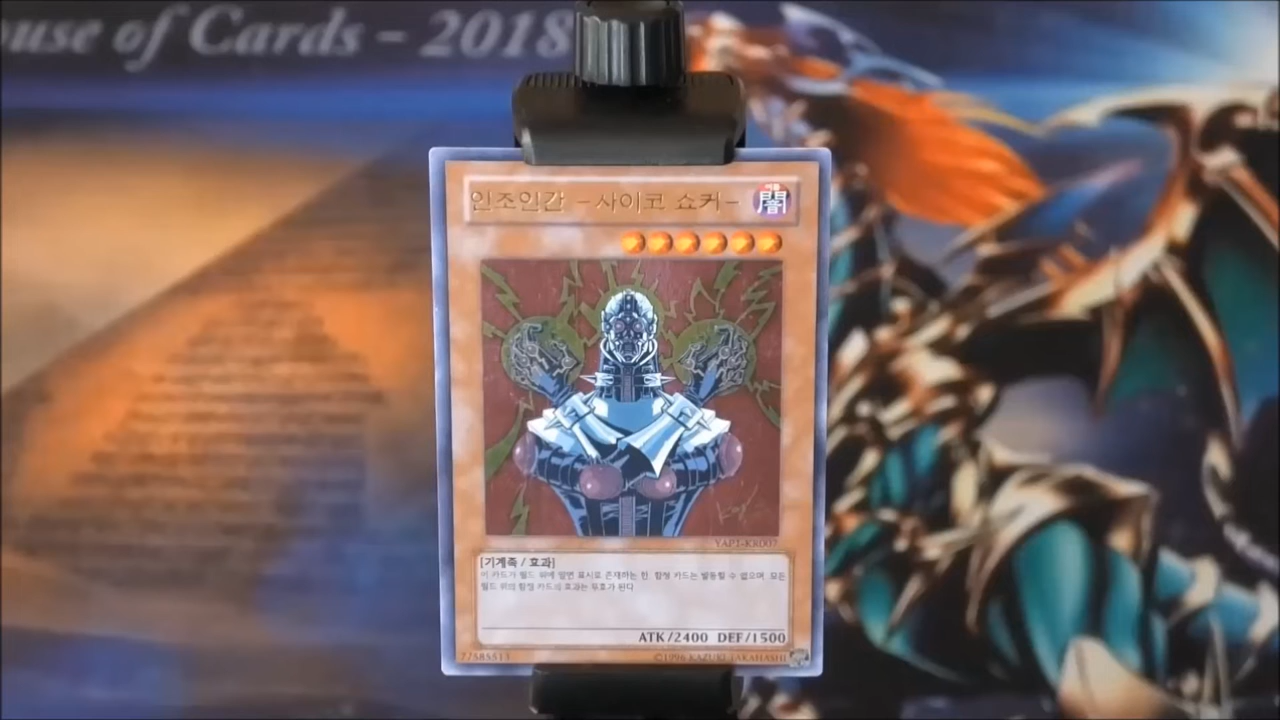 ouse of Cards - 2018
인조인간 -사이코 쇼커-
어둠
闇
YAP1-KR007
[기계족 / 효과]
이 카드가 필드 위에 앞면 표시로 존재하는 한, 함정 카드는 발동할 수 없으며, 모든
필드 위의 함정 카드의 효과는 무효가 된다.
ATK/2400 DEF/1500
77585513
©1996 KAZUKI TAKAHASHI